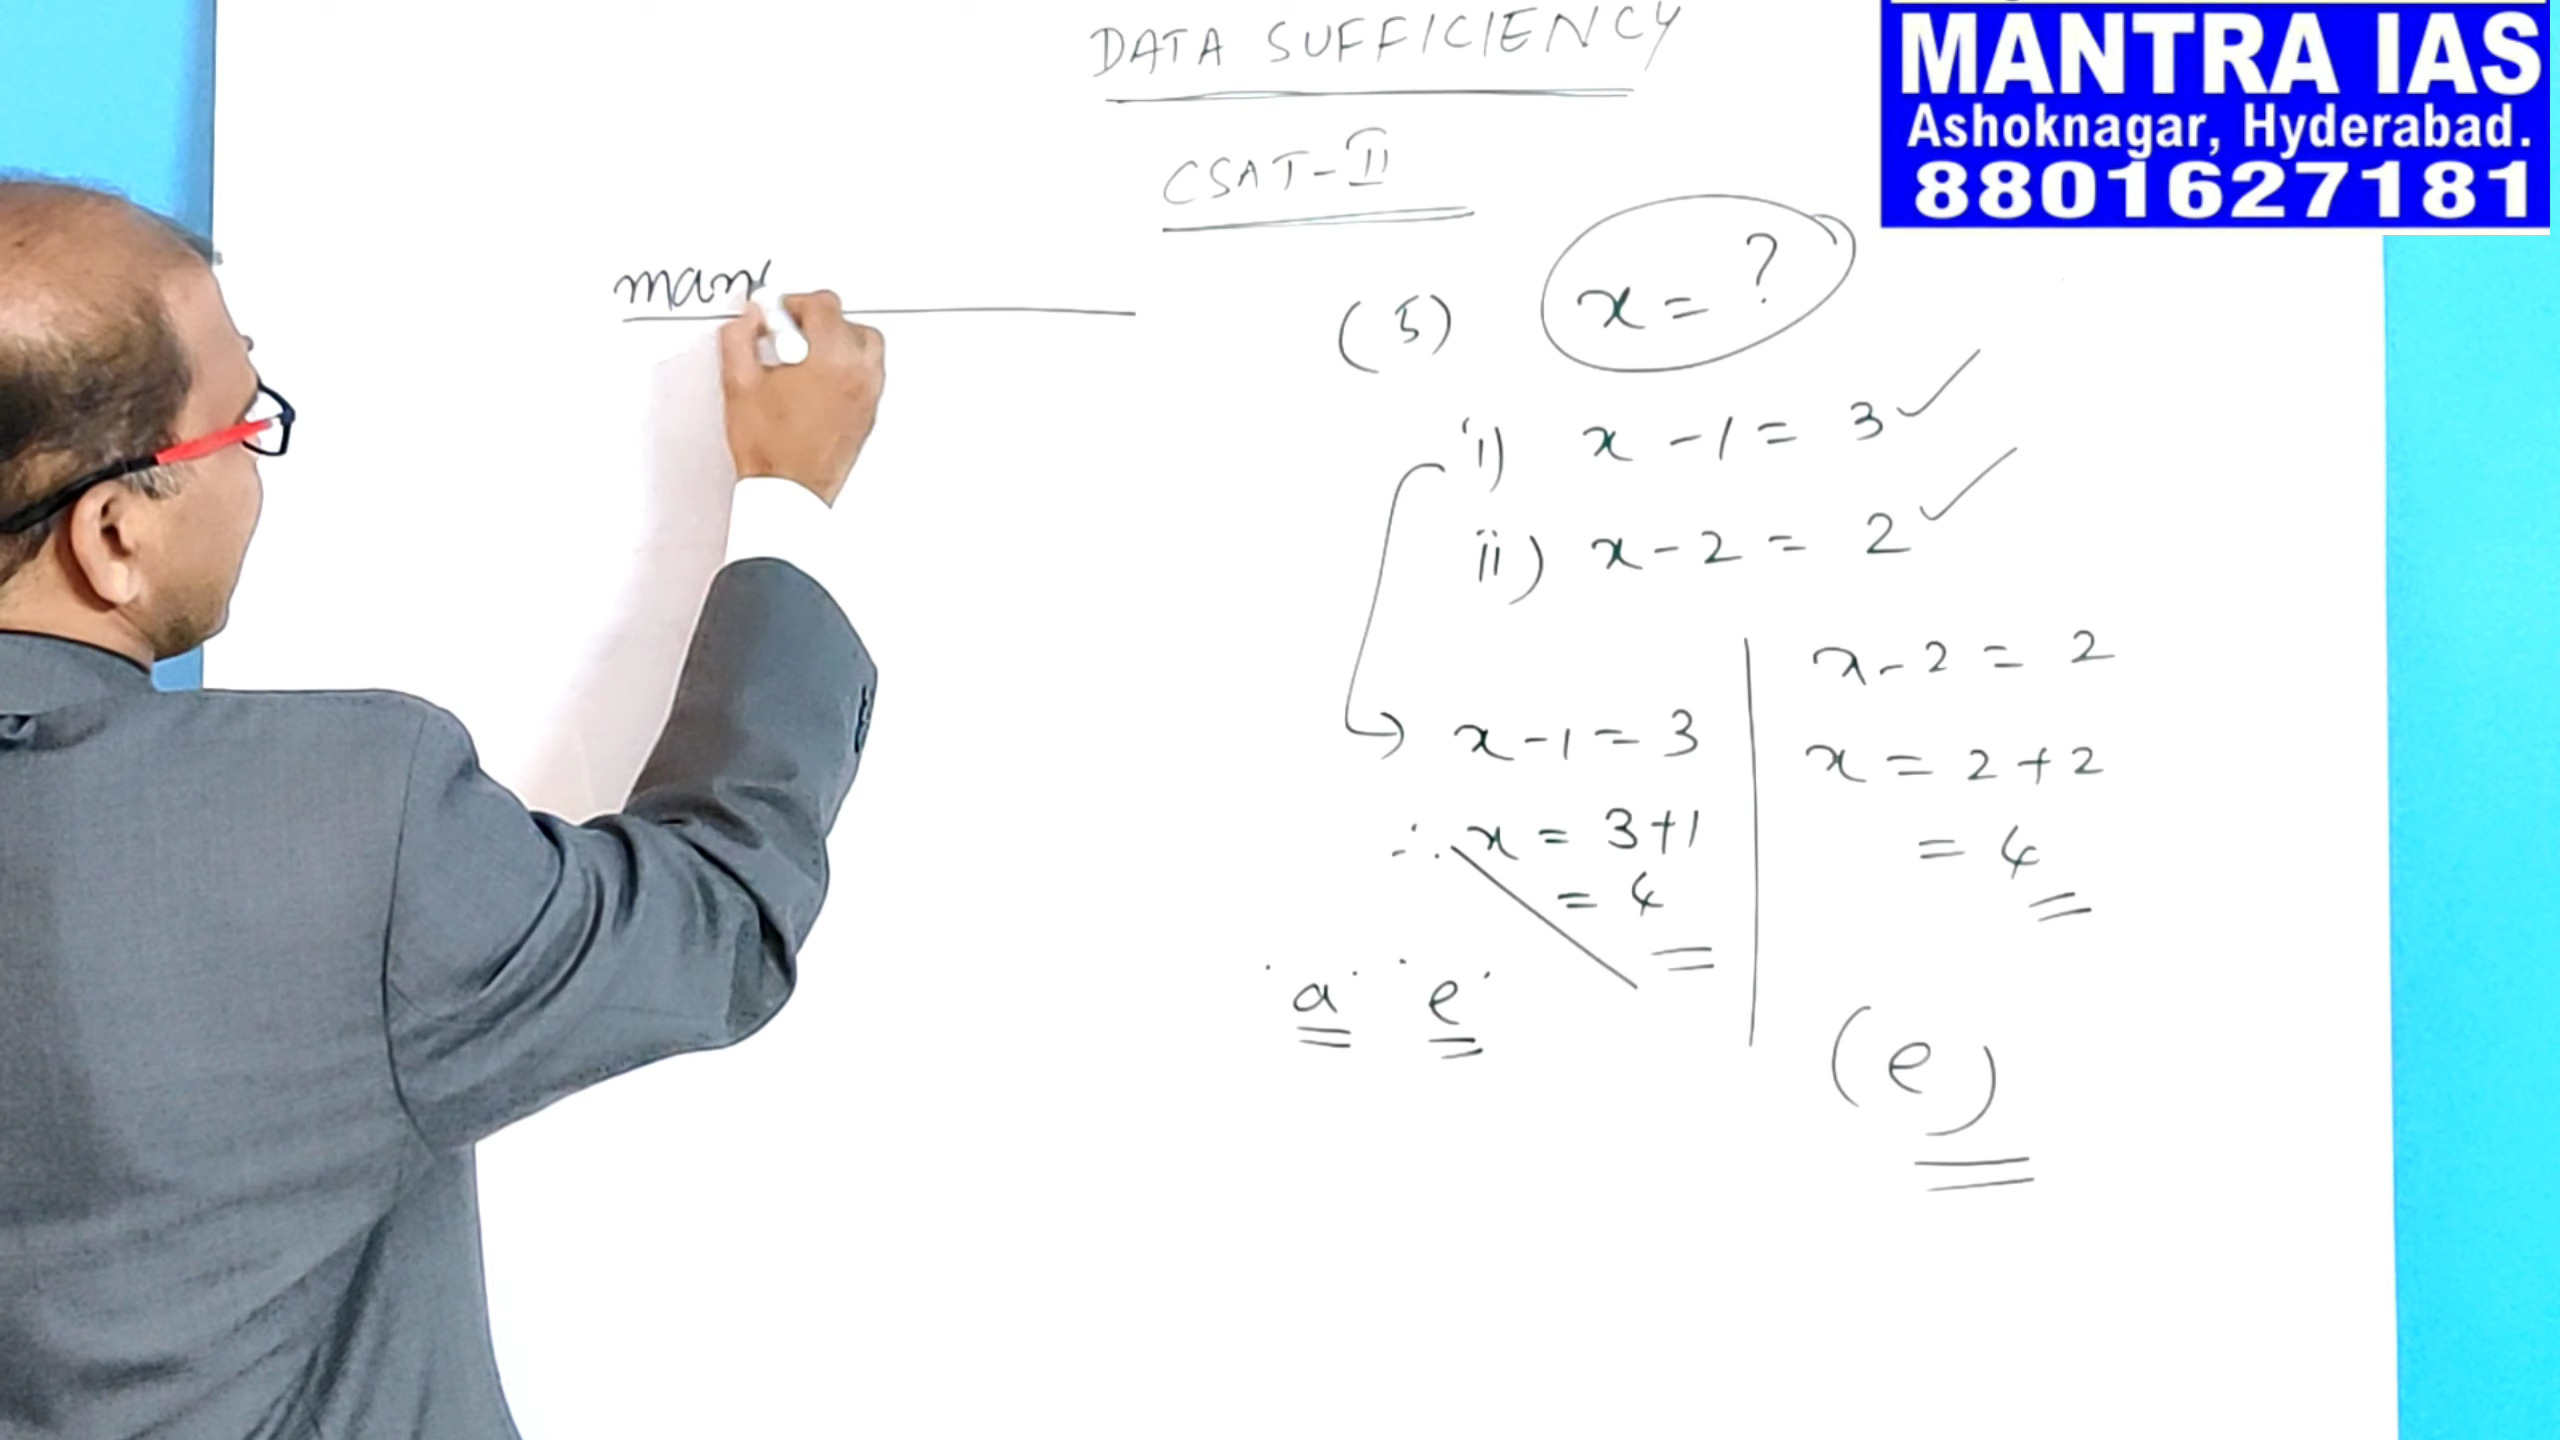 DATA SUFFICIENCY
CSAT-II
MANTRA IAS
Ashoknagar, Hyderabad.
8801627181
(5) x = ?
i) x - 1 = 3 ✓
ii) x - 2 = 2 ✓
x - 1 = 3
∴ x = 3+1
= 4
x - 2 = 2
x = 2+2
= 4
a e
(e)